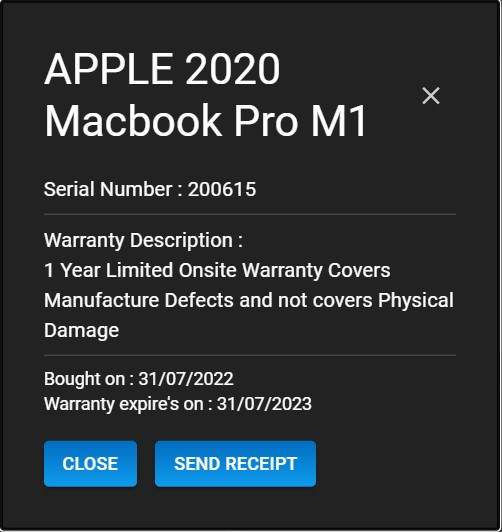 APPLE 2020
Macbook Pro M1
Serial Number : 200615
Warranty Description :
1 Year Limited Onsite Warranty Covers
Manufacture Defects and not covers Physical
Damage
Bought on : 31/07/2022
Warranty expire's on : 31/07/2023
CLOSE
SEND RECEIPT